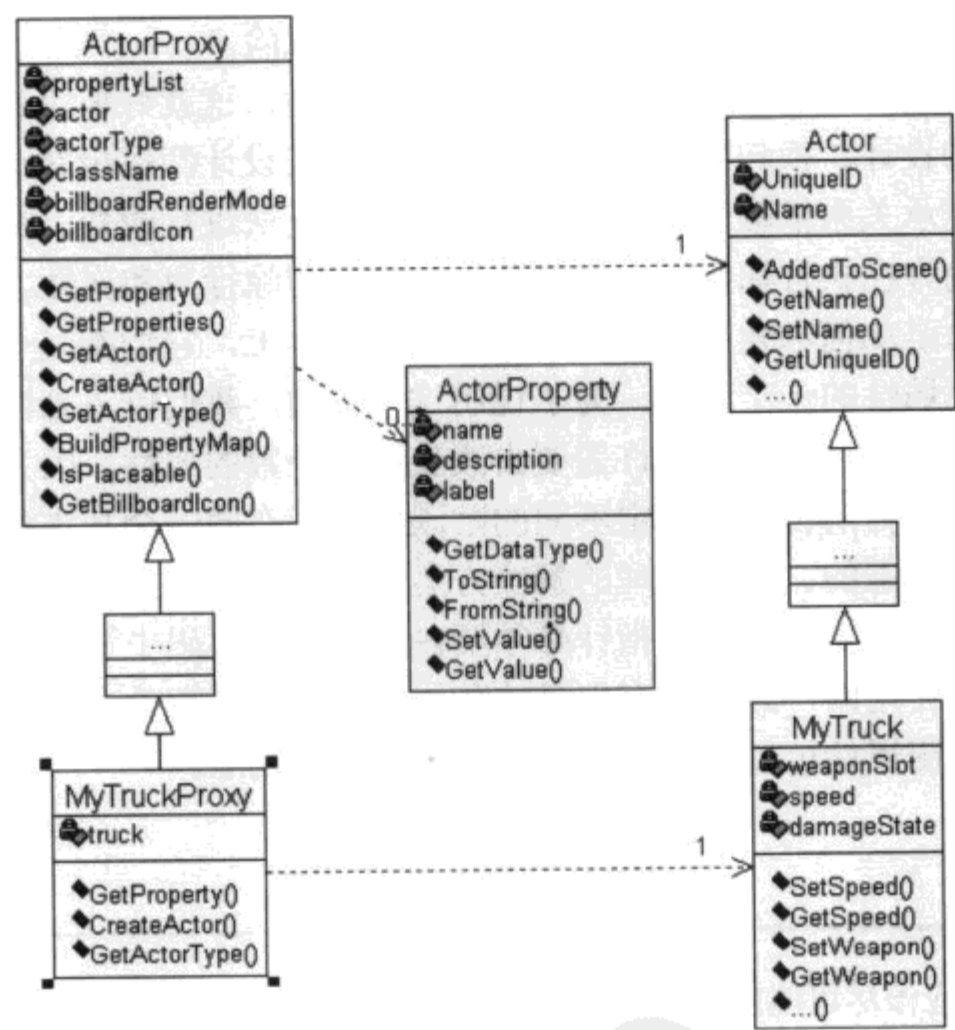 ActorProxy
propertyList
actor
actorType
className
billboardRenderMode
billboardIcon
GetProperty()
GetProperties()
GetActor()
CreateActor()
GetActorType()
BuildPropertyMap()
IsPlaceable()
GetBillboardIcon()
1
Actor
UniqueID
Name
AddedToScene()
GetName()
SetName()
GetUniqueID()
...()
ActorProperty
name
description
label
GetDataType()
ToString()
FromString()
SetValue()
GetValue()
...
...
MyTruckProxy
truck
GetProperty()
CreateActor()
GetActorType()
1
MyTruck
weaponSlot
speed
damageState
SetSpeed()
GetSpeed()
SetWeapon()
GetWeapon()
...()